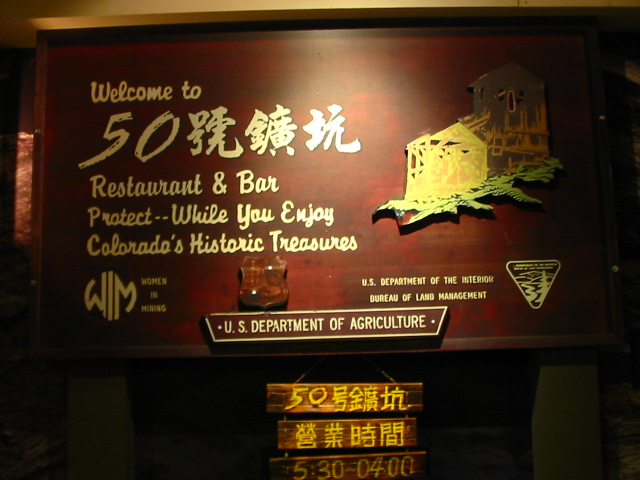 Welcome to
50號鑛坑
Restaurant & Bar
Protect--While You Enjoy
Colorado's Historic Treasures
WIM
WOMEN
IN
MINING
U.S. DEPARTMENT OF THE INTERIOR
BUREAU OF LAND MANAGEMENT
· U.S. DEPARTMENT OF AGRICULTURE ·
50号鑛坑
營業時間
5:30-04:00